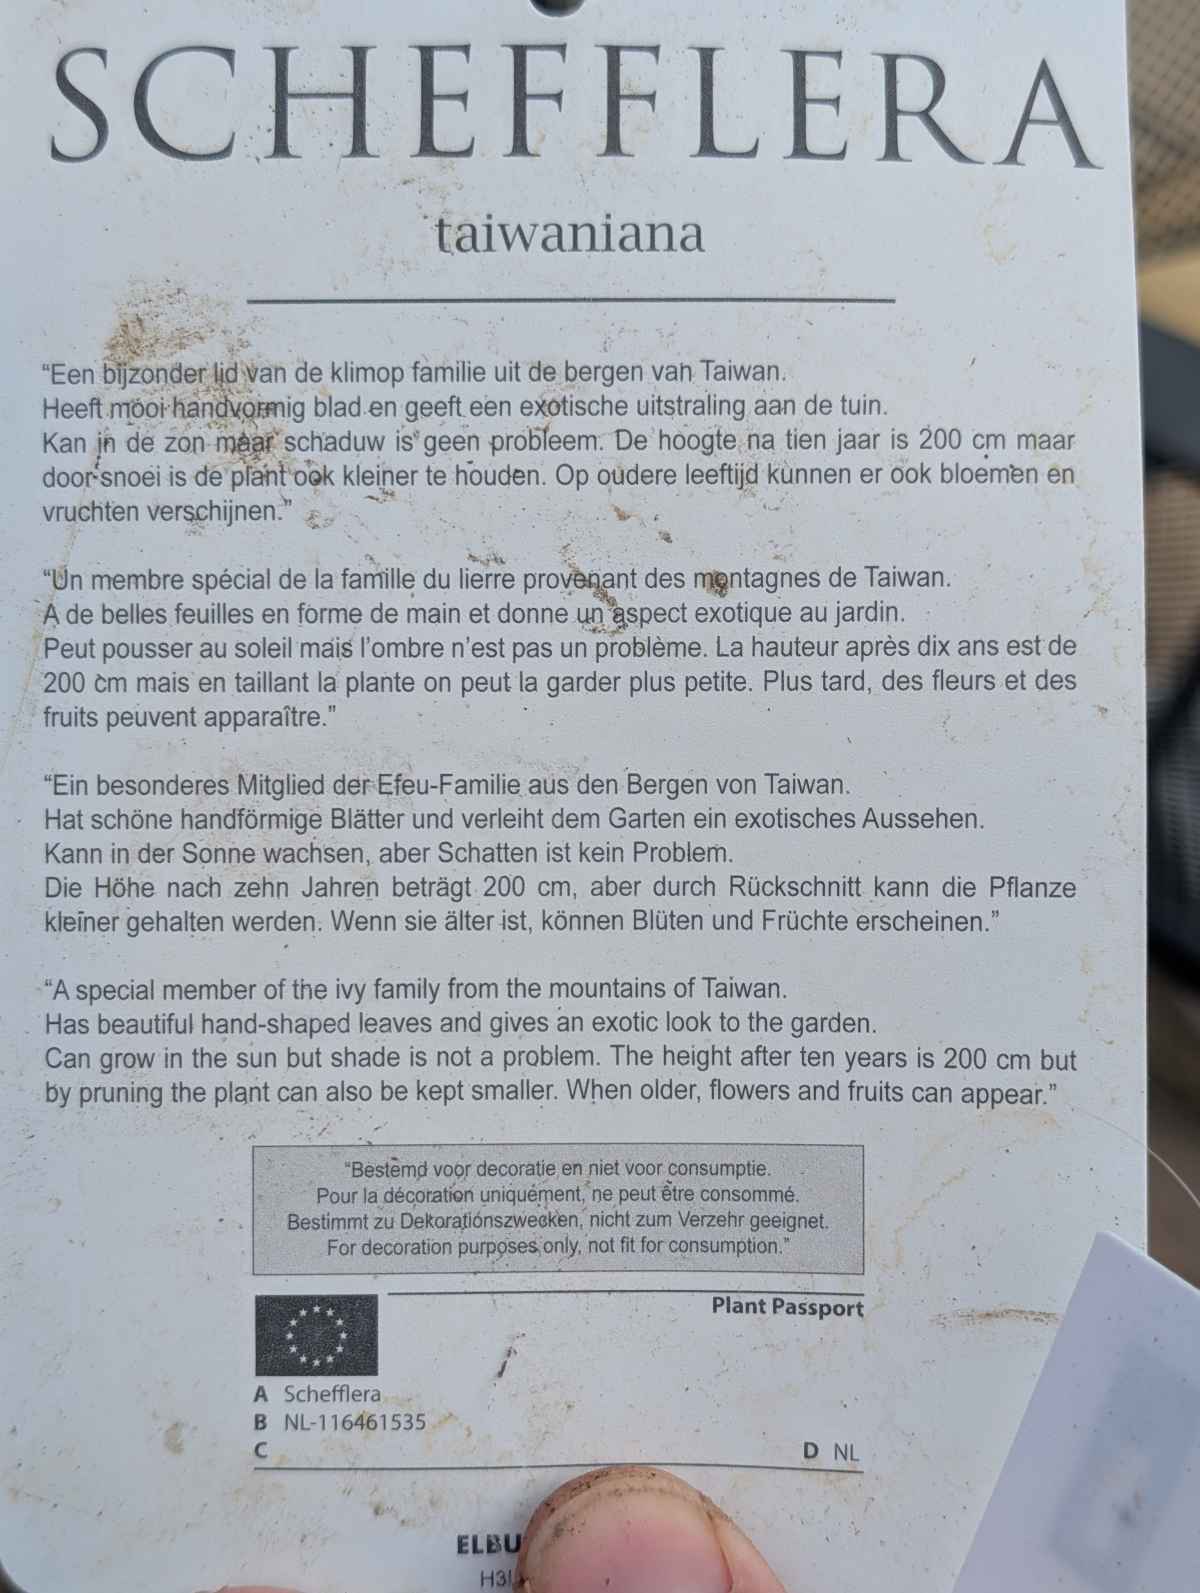 SCHEFFLERA
taiwaniana
“Een bijzonder lid van de klimop familie uit de bergen van Taiwan.
Heeft mooi handvormig blad en geeft een exotische uitstraling aan de tuin.
Kan in de zon maar schaduw is geen probleem. De hoogte na tien jaar is 200 cm maar
door snoei is de plant ook kleiner te houden. Op oudere leeftijd kunnen er ook bloemen en
vruchten verschijnen.”
“Un membre spécial de la famille du lierre provenant des montagnes de Taiwan.
A de belles feuilles en forme de main et donne un aspect exotique au jardin.
Peut pousser au soleil mais l’ombre n’est pas un problème. La hauteur après dix ans est de
200 cm mais en taillant la plante on peut la garder plus petite. Plus tard, des fleurs et des
fruits peuvent apparaître.”
“Ein besonderes Mitglied der Efeu-Familie aus den Bergen von Taiwan.
Hat schöne handförmige Blätter und verleiht dem Garten ein exotisches Aussehen.
Kann in der Sonne wachsen, aber Schatten ist kein Problem.
Die Höhe nach zehn Jahren beträgt 200 cm, aber durch Rückschnitt kann die Pflanze
kleiner gehalten werden. Wenn sie älter ist, können Blüten und Früchte erscheinen.”
“A special member of the ivy family from the mountains of Taiwan.
Has beautiful hand-shaped leaves and gives an exotic look to the garden.
Can grow in the sun but shade is not a problem. The height after ten years is 200 cm but
by pruning the plant can also be kept smaller. When older, flowers and fruits can appear.”
“Bestemd voor decoratie en niet voor consumptie.
Pour la décoration uniquement, ne peut être consommé.
Bestimmt zu Dekorationszwecken, nicht zum Verzehr geeignet.
For decoration purposes only, not fit for consumption.”
Plant Passport
A Schefflera
B NL-116461535
C D NL